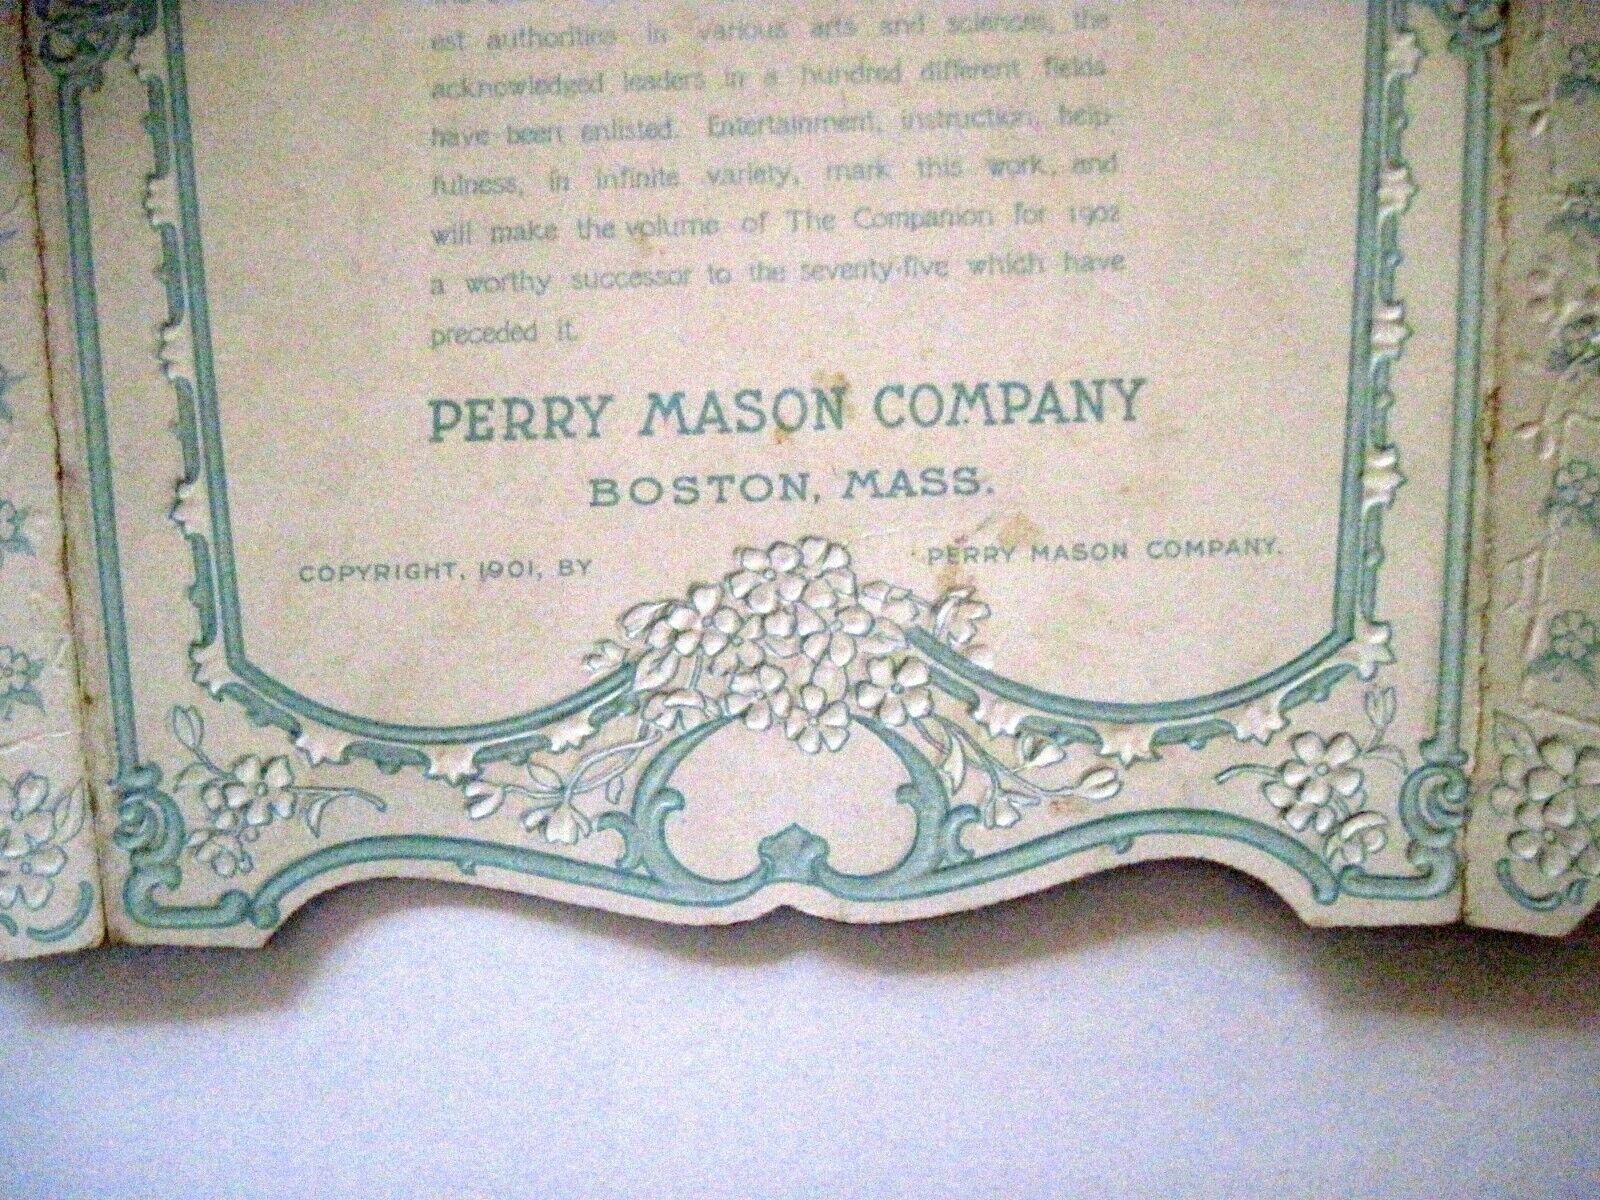 est authorities in various arts and sciences, the
acknowledged leaders in a hundred different fields
have been enlisted. Entertainment, instruction, help-
fulness, in infinite variety, mark this work, and
will make the volume of The Companion for 1902
a worthy successor to the seventy-five which have
preceded it.
PERRY MASON COMPANY
BOSTON, MASS.
COPYRIGHT, 1901, BY PERRY MASON COMPANY.